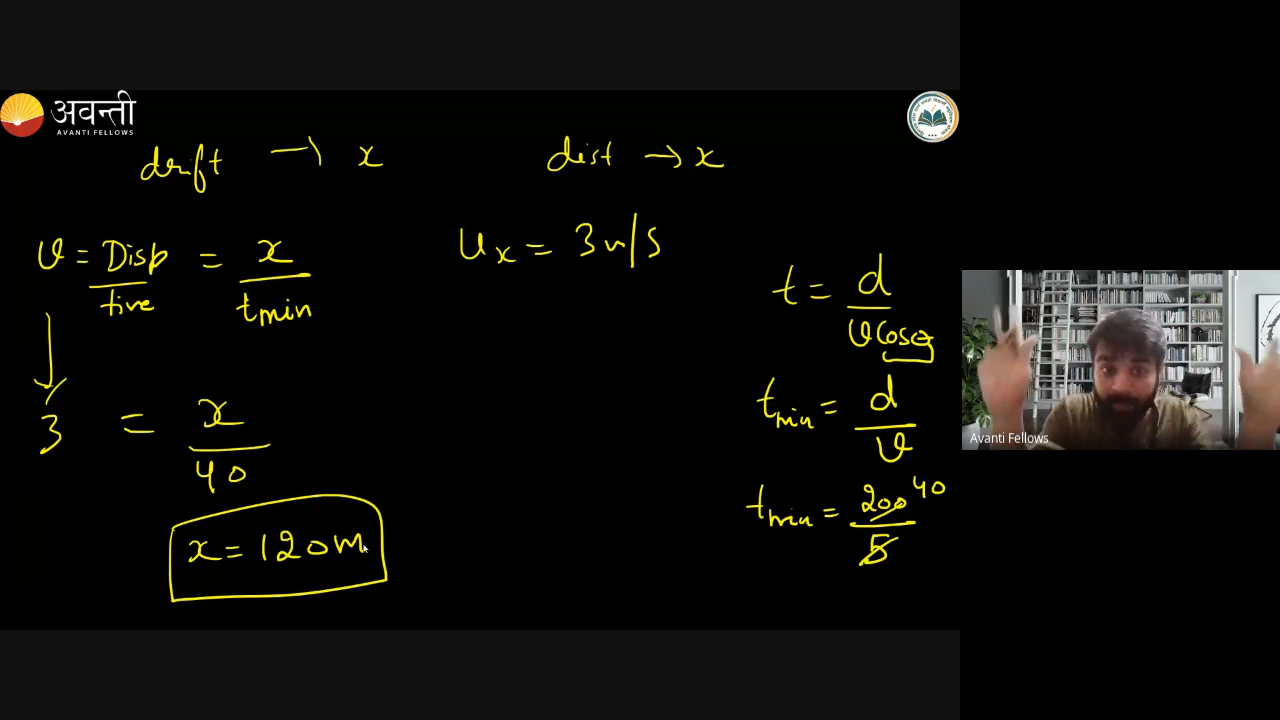 अवन्ती
AVANTI FELLOWS
drift → x
dist → x
v = Disp/time = x/tmin
ux = 3m/s
3 = x/40
x = 120m
t = d/vcosθ
tmin = d/v
tmin = 200/5 40
Avanti Fellows